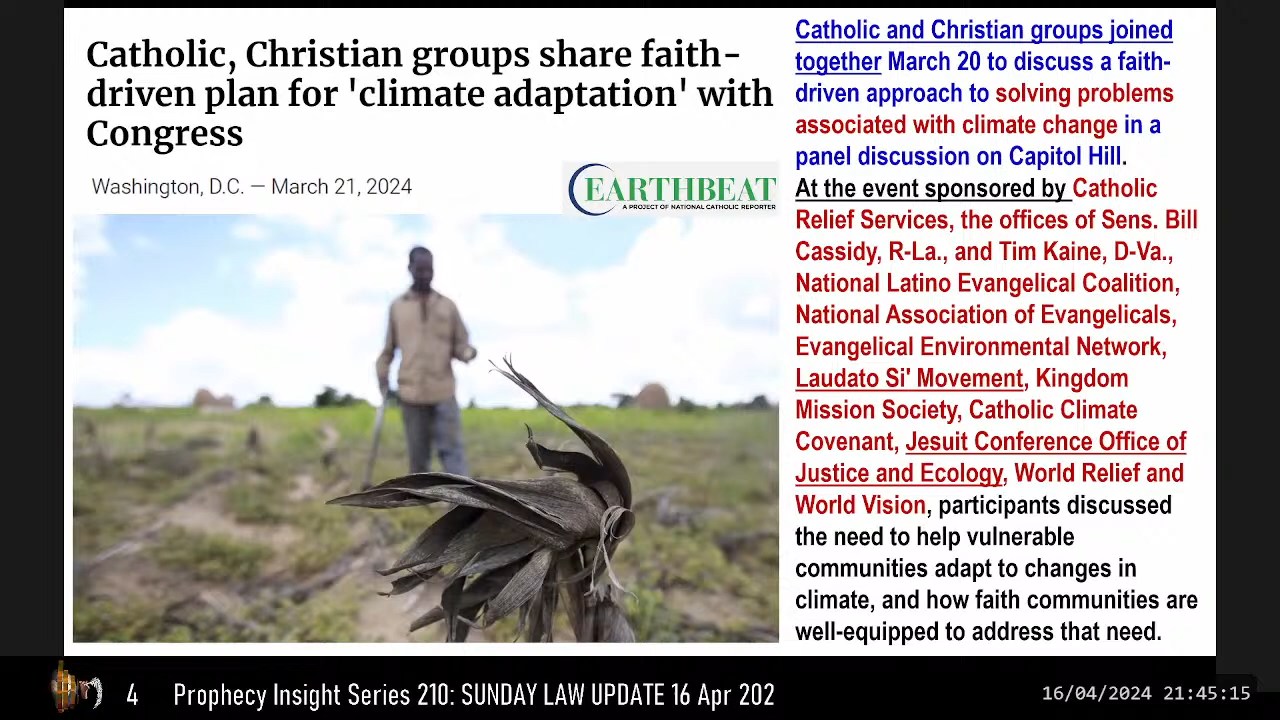 Catholic, Christian groups share faith-
driven plan for 'climate adaptation' with
Congress
Washington, D.C. — March 21, 2024
EARTHBEAT
A PROJECT OF NATIONAL CATHOLIC REPORTER
Catholic and Christian groups joined
together March 20 to discuss a faith-
driven approach to solving problems
associated with climate change in a
panel discussion on Capitol Hill.
At the event sponsored by Catholic
Relief Services, the offices of Sens. Bill
Cassidy, R-La., and Tim Kaine, D-Va.,
National Latino Evangelical Coalition,
National Association of Evangelicals,
Evangelical Environmental Network,
Laudato Si' Movement, Kingdom
Mission Society, Catholic Climate
Covenant, Jesuit Conference Office of
Justice and Ecology, World Relief and
World Vision, participants discussed
the need to help vulnerable
communities adapt to changes in
climate, and how faith communities are
well-equipped to address that need.
4 Prophecy Insight Series 210: SUNDAY LAW UPDATE 16 Apr 202
16/04/2024 21:45:15